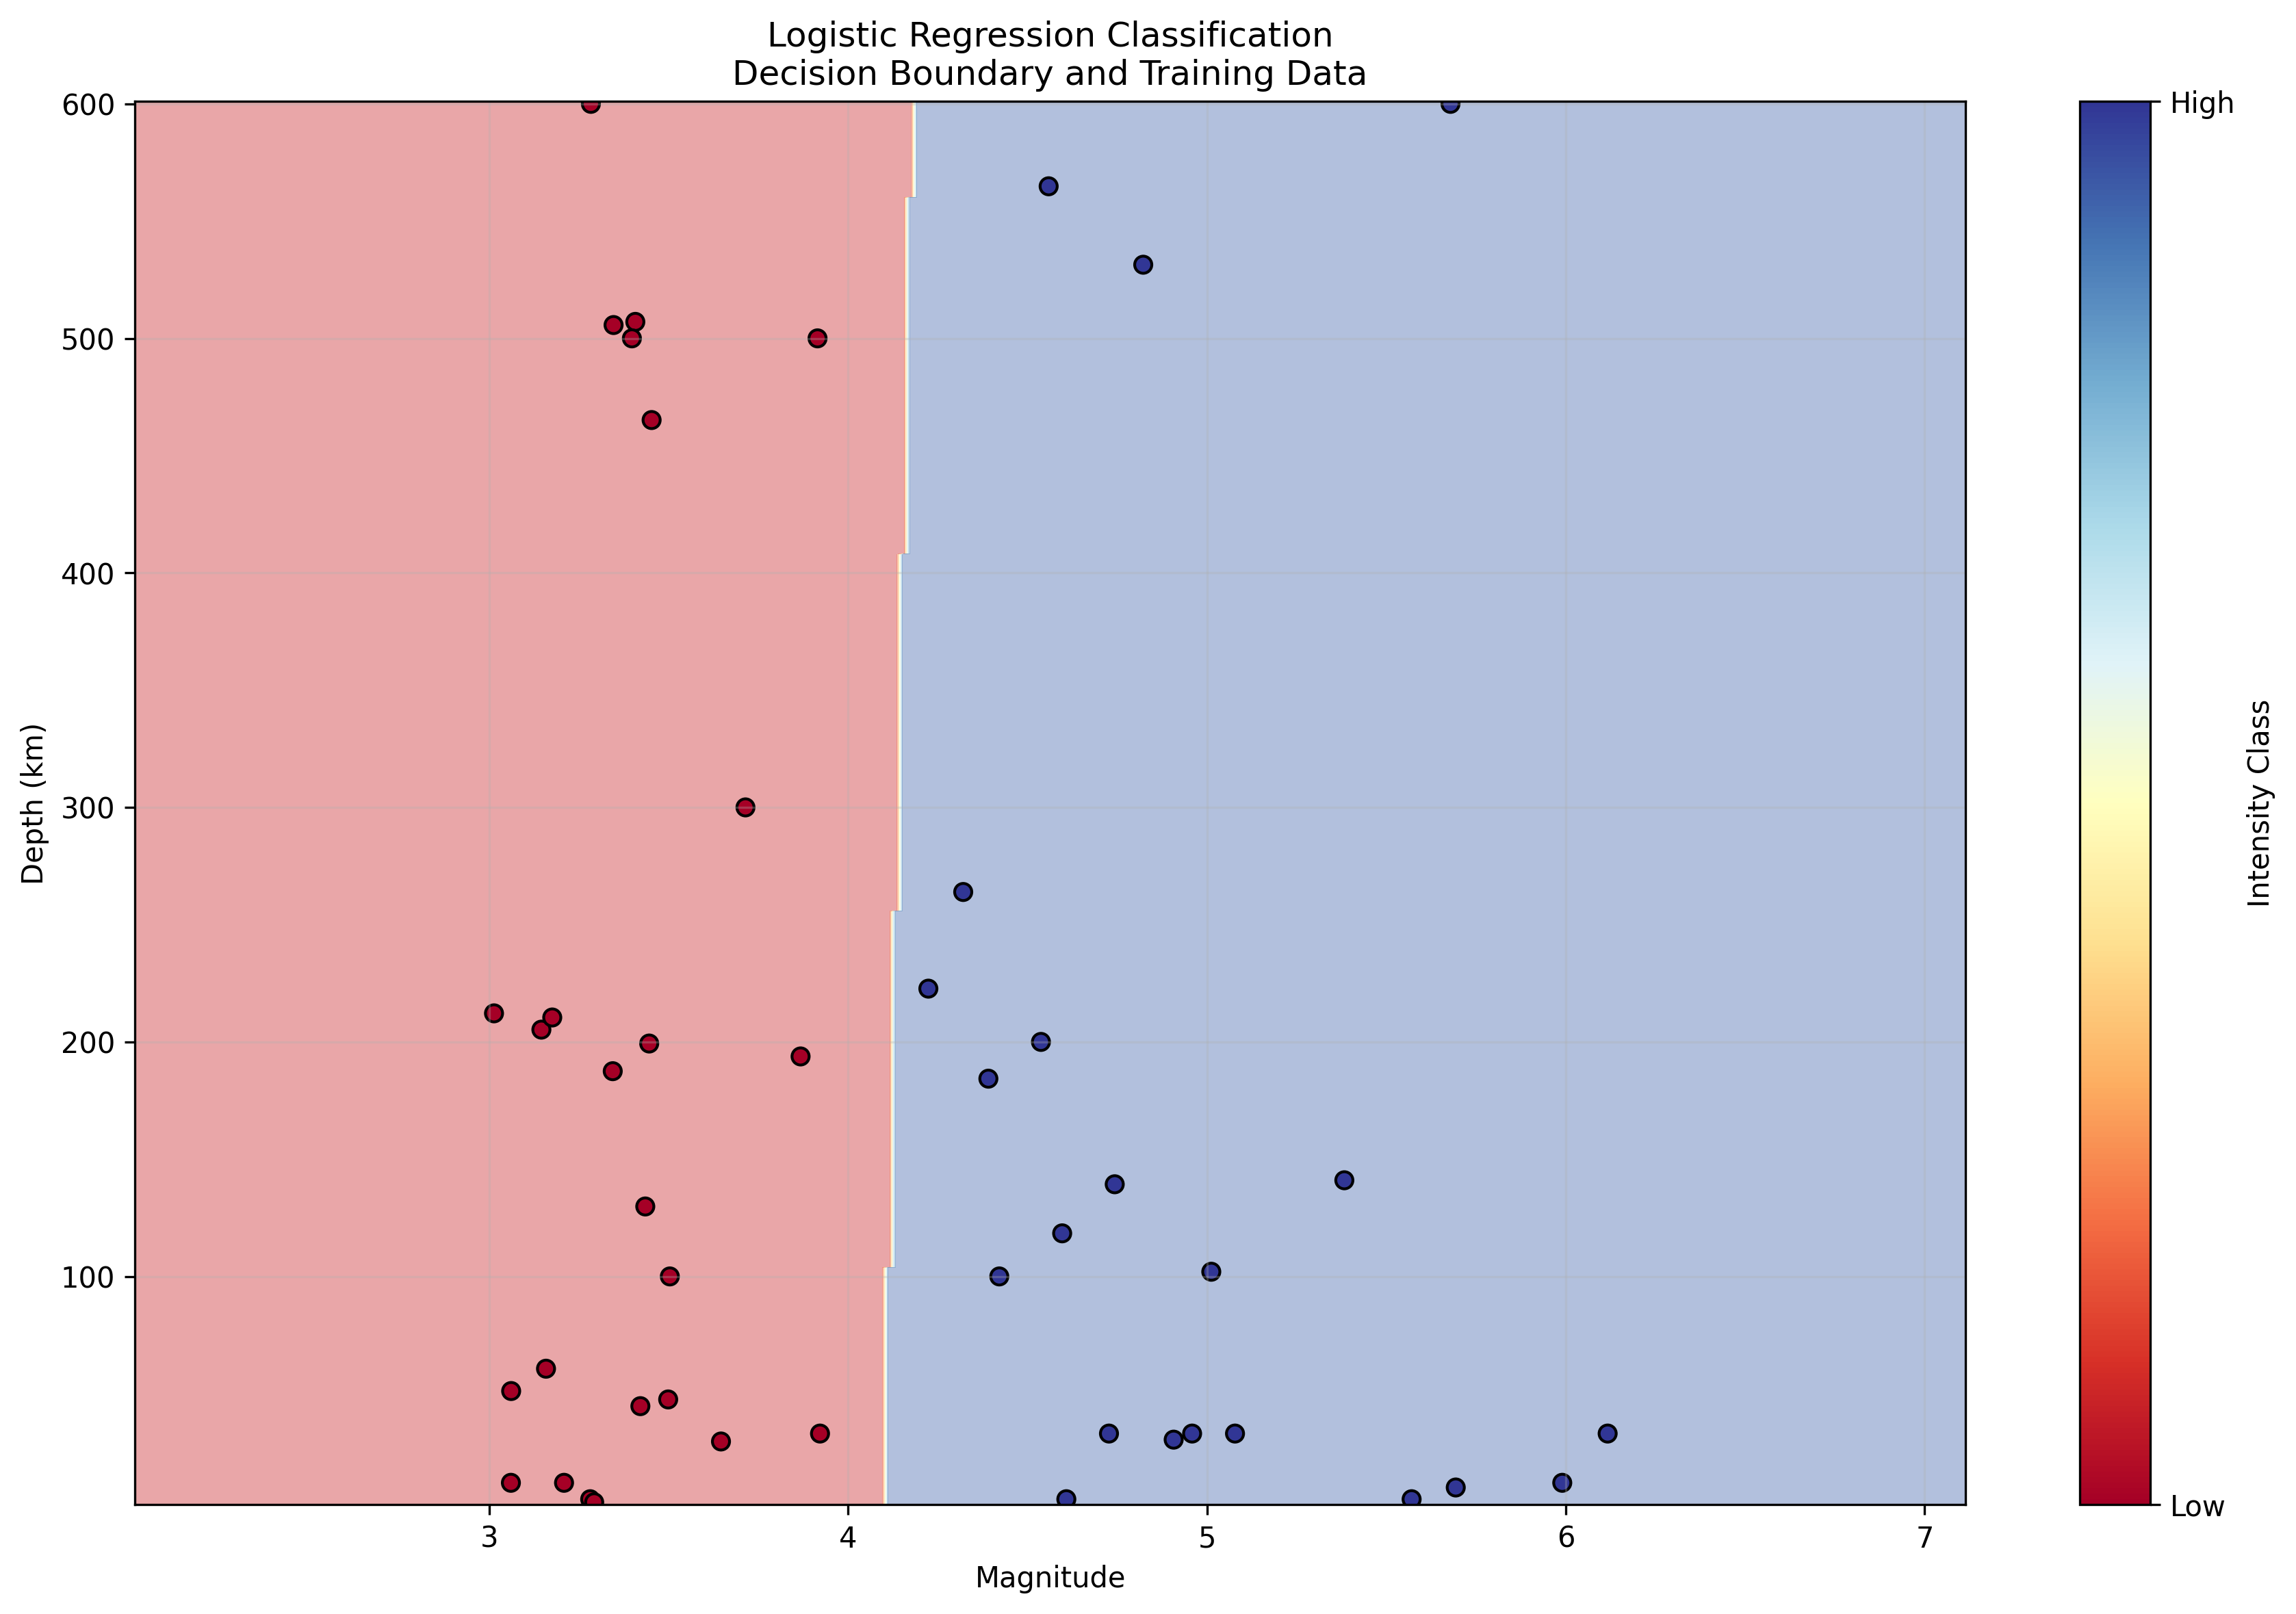 Logistic Regression Classification
Decision Boundary and Training Data
600
500
400
300
200
100
Depth (km)
3
4
5
6
7
Magnitude
High
Low
Intensity Class